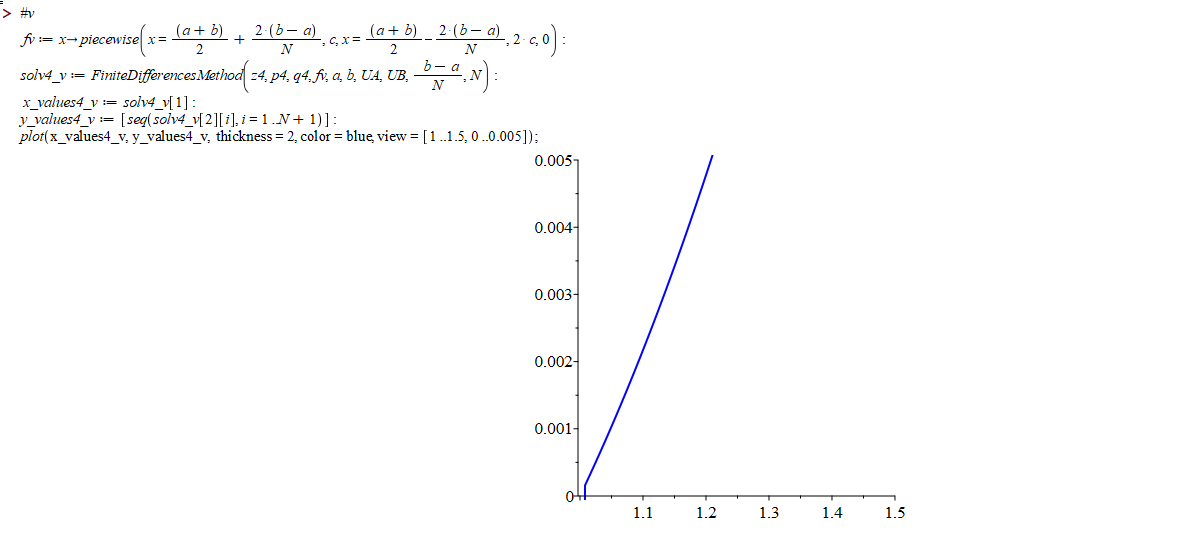 > #v
fv := x→piecewise(x = (a + b)/2 + 2·(b − a)/N, c, x = (a + b)/2 − 2·(b − a)/N, 2·c, 0) :
solv4_v := FiniteDifferencesMethod(z4, p4, q4, fv, a, b, UA, UB, (b − a)/N, N) :
x_values4_v := solv4_v[1] :
y_values4_v := [seq(solv4_v[2][i], i = 1 ..N + 1)] :
plot(x_values4_v, y_values4_v, thickness = 2, color = blue, view = [1 ..1.5, 0 ..0.005]);
0.005
0.004
0.003
0.002
0.001
0
1.1 1.2 1.3 1.4 1.5